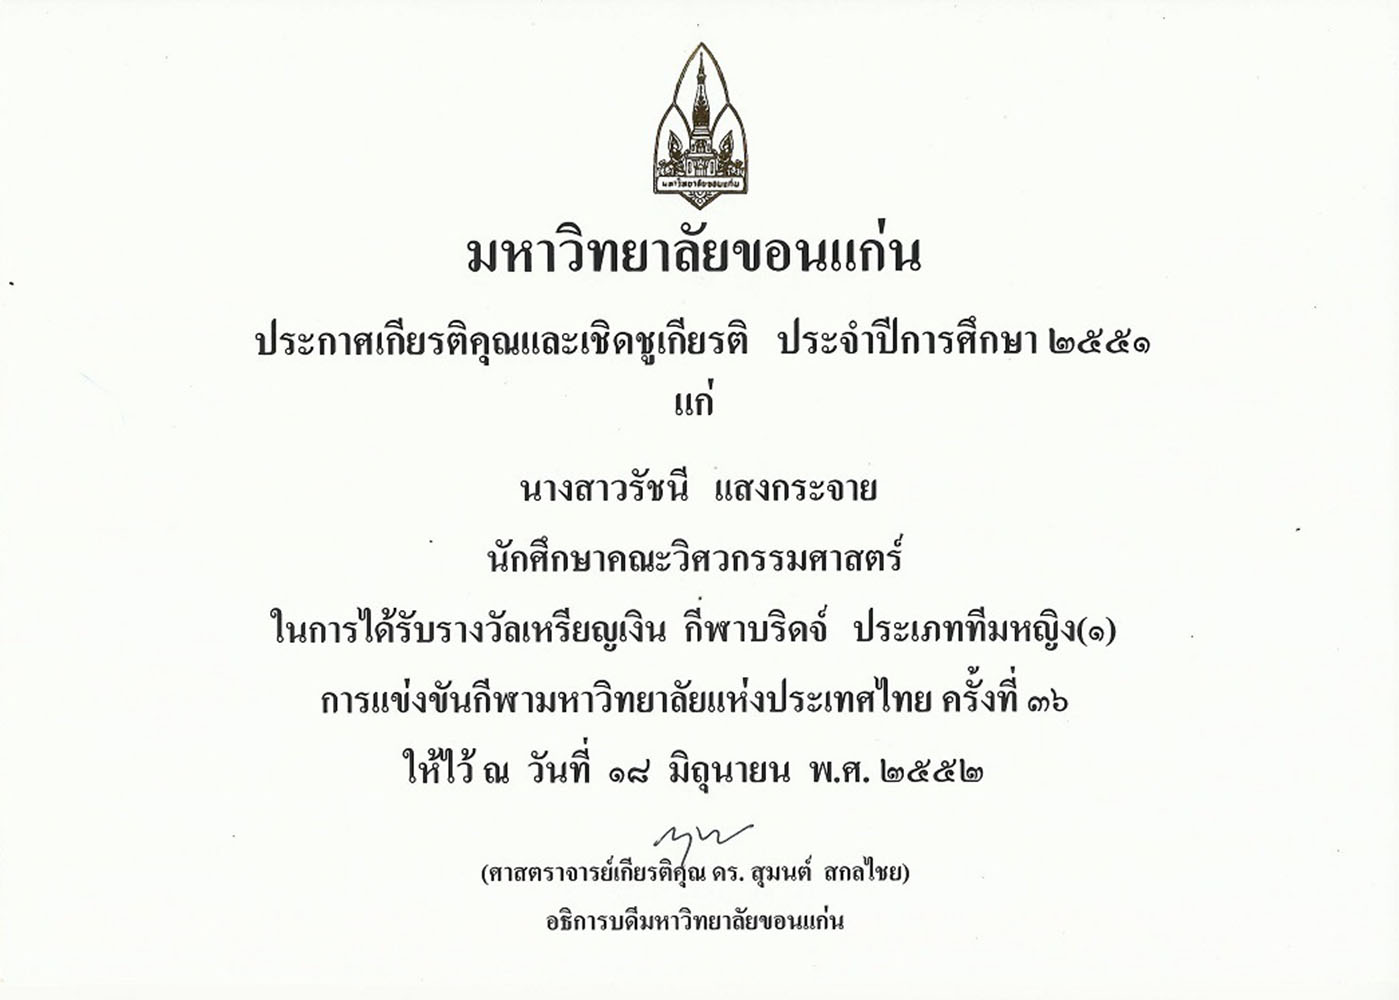 มหาวิทยาลัยขอนแก่น
มหาวิทยาลัยขอนแก่น
ประกาศเกียรติคุณและเชิดชูเกียรติ ประจำปีการศึกษา ๒๕๕๑
แก่
นางสาวรัชนี แสงกระจาย
นักศึกษาคณะวิศวกรรมศาสตร์
ในการได้รับรางวัลเหรียญเงิน กีฬาบริดจ์ ประเภททีมหญิง(๑)
การแข่งขันกีฬามหาวิทยาลัยแห่งประเทศไทย ครั้งที่ ๓๖
ให้ไว้ ณ วันที่ ๑๘ มิถุนายน พ.ศ. ๒๕๕๒
(ศาสตราจารย์เกียรติคุณ ดร. สุมนต์ สกลไชย)
อธิการบดีมหาวิทยาลัยขอนแก่น